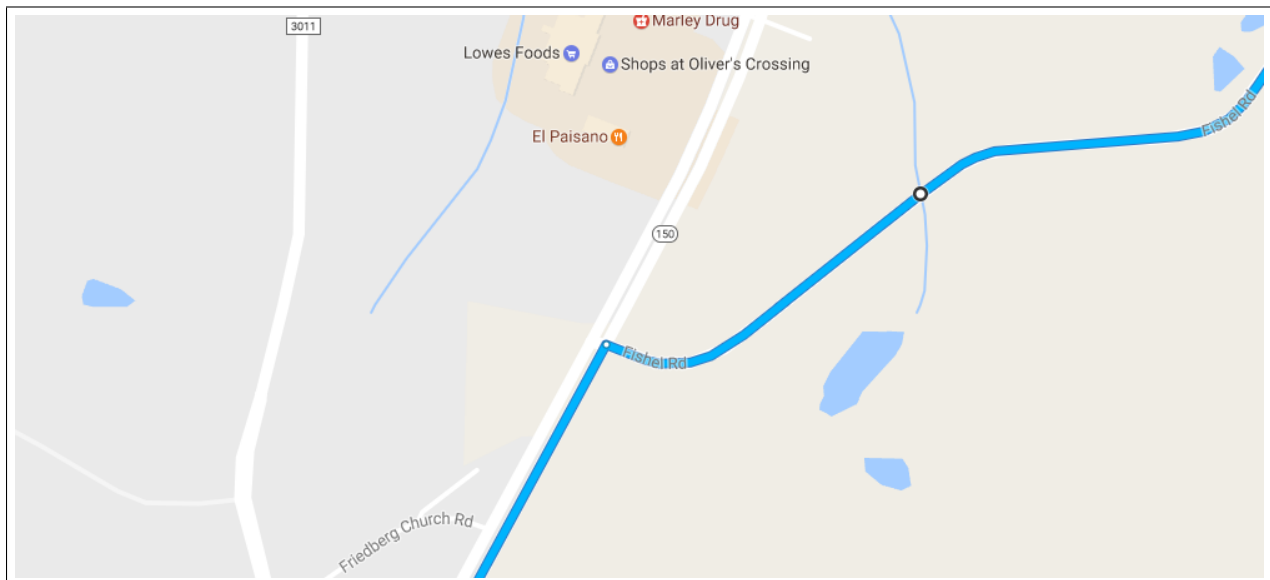 3011
Marley Drug
Lowes Foods
Shops at Oliver's Crossing
Fishel Rd
El Paisano
150
Fishel Rd
Friedberg Church Rd